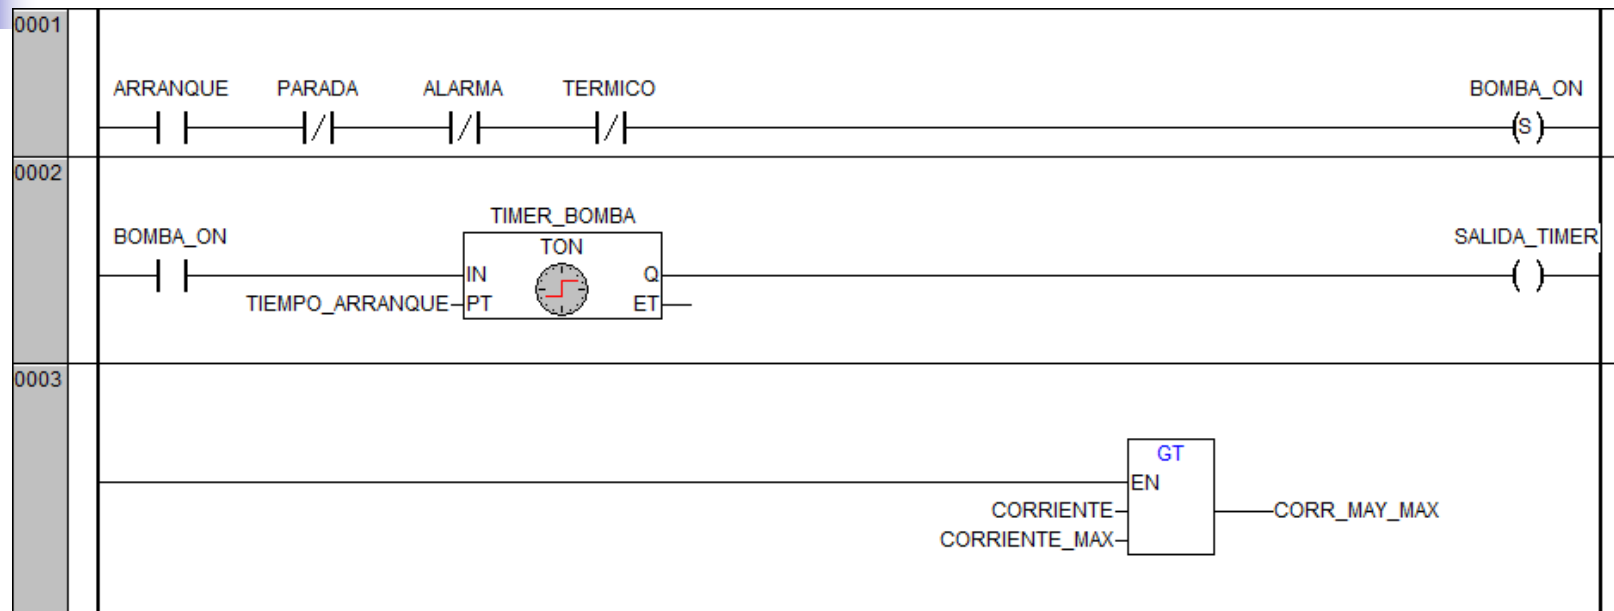 0001
ARRANQUE PARADA ALARMA TERMICO BOMBA_ON
S
0002
TIMER_BOMBA
BOMBA_ON TON SALIDA_TIMER
IN Q
TIEMPO_ARRANQUE PT ET
0003
GT
EN
CORRIENTE CORR_MAY_MAX
CORRIENTE_MAX